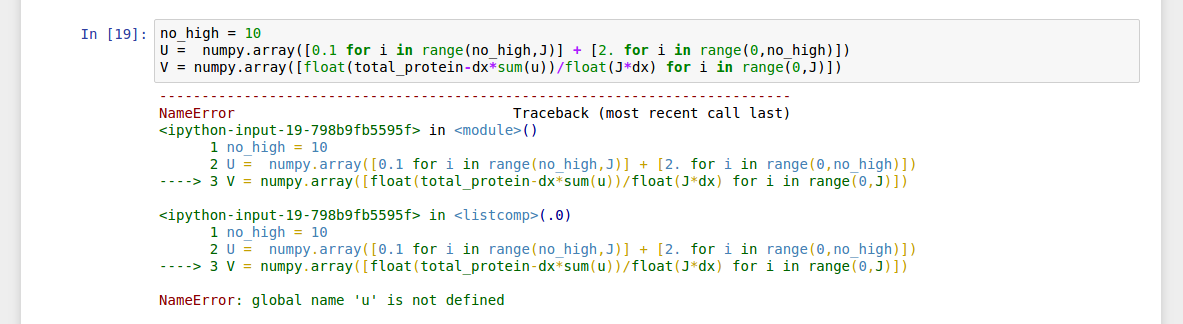 In [19]: no_high = 10
U =  numpy.array([0.1 for i in range(no_high,J)] + [2. for i in range(0,no_high)])
V = numpy.array([float(total_protein-dx*sum(u))/float(J*dx) for i in range(0,J)])
---------------------------------------------------------------------------
NameError                                 Traceback (most recent call last)
<ipython-input-19-798b9fb5595f> in <module>()
      1 no_high = 10
      2 U =  numpy.array([0.1 for i in range(no_high,J)] + [2. for i in range(0,no_high)])
----> 3 V = numpy.array([float(total_protein-dx*sum(u))/float(J*dx) for i in range(0,J)])
<ipython-input-19-798b9fb5595f> in <listcomp>(.0)
      1 no_high = 10
      2 U =  numpy.array([0.1 for i in range(no_high,J)] + [2. for i in range(0,no_high)])
----> 3 V = numpy.array([float(total_protein-dx*sum(u))/float(J*dx) for i in range(0,J)])
NameError: global name 'u' is not defined